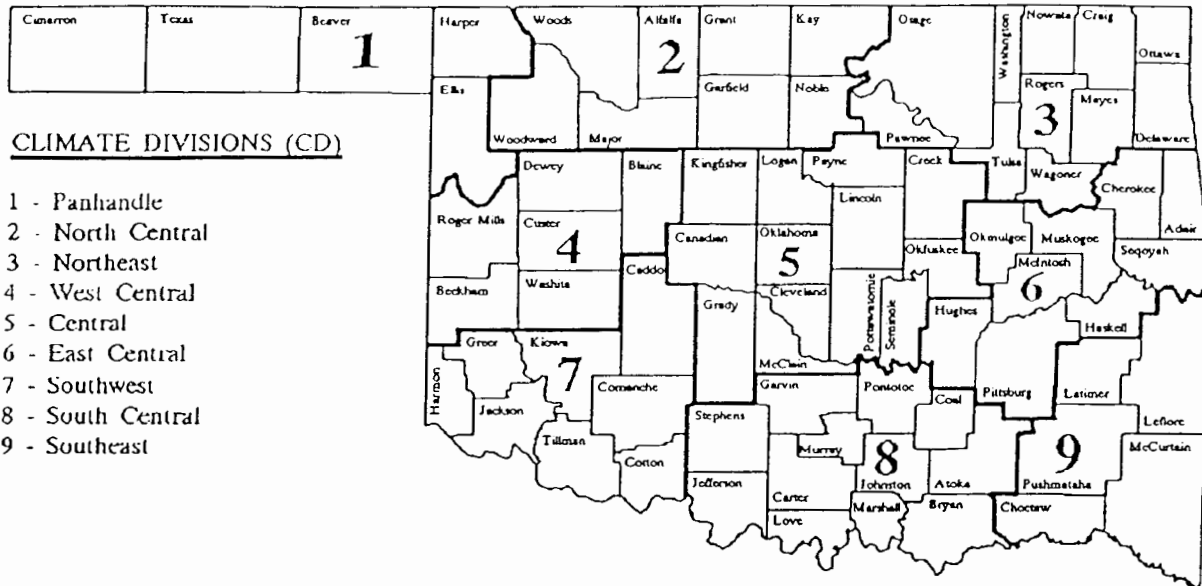 Cimarron
Texas
Beaver
Harper
Woods
Alfalfa
Grant
Kay
Osage
Washington
Nowata
Craig
Ottawa
1
2
Ellis
Garfield
Noble
Rogers
Mayes
3
Woodward
Major
Pawnee
Delaware
CLIMATE DIVISIONS (CD)
1 - Panhandle
2 - North Central
3 - Northeast
4 - West Central
5 - Central
6 - East Central
7 - Southwest
8 - South Central
9 - Southeast
Dewey
Blaine
Kingfisher
Logan
Payne
Creek
Tulsa
Wagoner
Cherokee
Lincoln
Roger Mills
Custer
4
Canadian
Oklahoma
5
Okfuskee
Okmulgee
Muskogee
Adair
Sequoyah
McIntosh
6
Caddo
Beckham
Washita
Grady
Cleveland
Pottawatomie
Seminole
Hughes
Haskell
Greer
Kiowa
7
McClain
Harmon
Jackson
Comanche
Garvin
Pontotoc
Coal
Pittsburg
Latimer
Stephens
Leflore
Tillman
Cotton
Murray
8
9
McCurtain
Jefferson
Johnston
Atoka
Pushmataha
Carter
Marshall
Bryan
Choctaw
Love